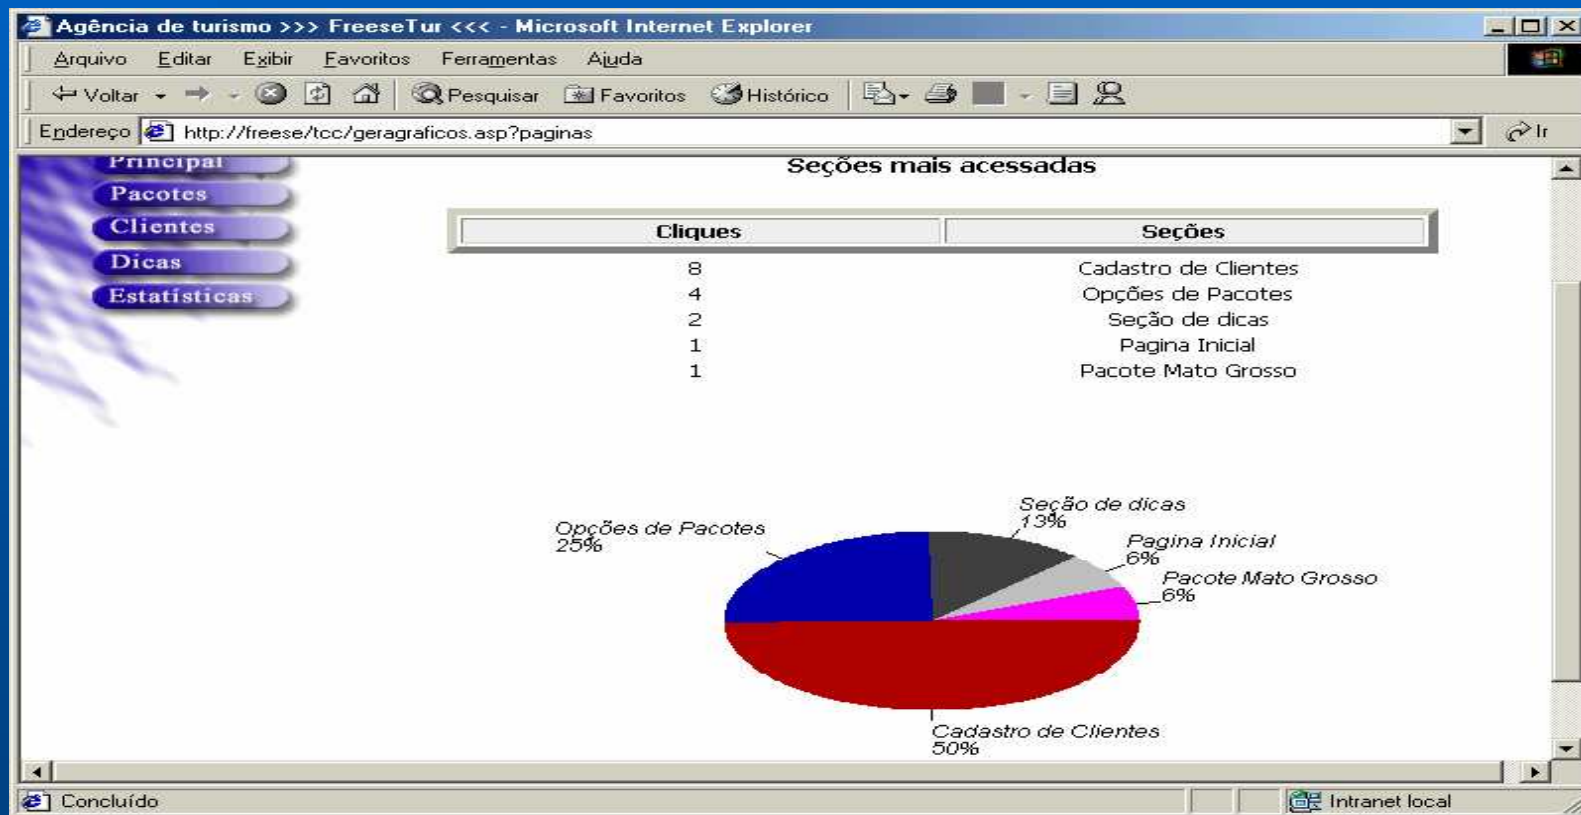 Agência de turismo >>> FreeseTur <<< - Microsoft Internet Explorer
Arquivo Editar Exibir Favoritos Ferramentas Ajuda
Voltar Pesquisar Favoritos Histórico
Endereço http://freese/tcc/geragraficos.asp?paginas Ir
Principal
Pacotes
Clientes
Dicas
Estatísticas
Seções mais acessadas
Cliques Seções
8 Cadastro de Clientes
4 Opções de Pacotes
2 Seção de dicas
1 Pagina Inicial
1 Pacote Mato Grosso
Seção de dicas
13%
Opções de Pacotes
25%
Pagina Inicial
6%
Pacote Mato Grosso
6%
Cadastro de Clientes
50%
Concluído Intranet local